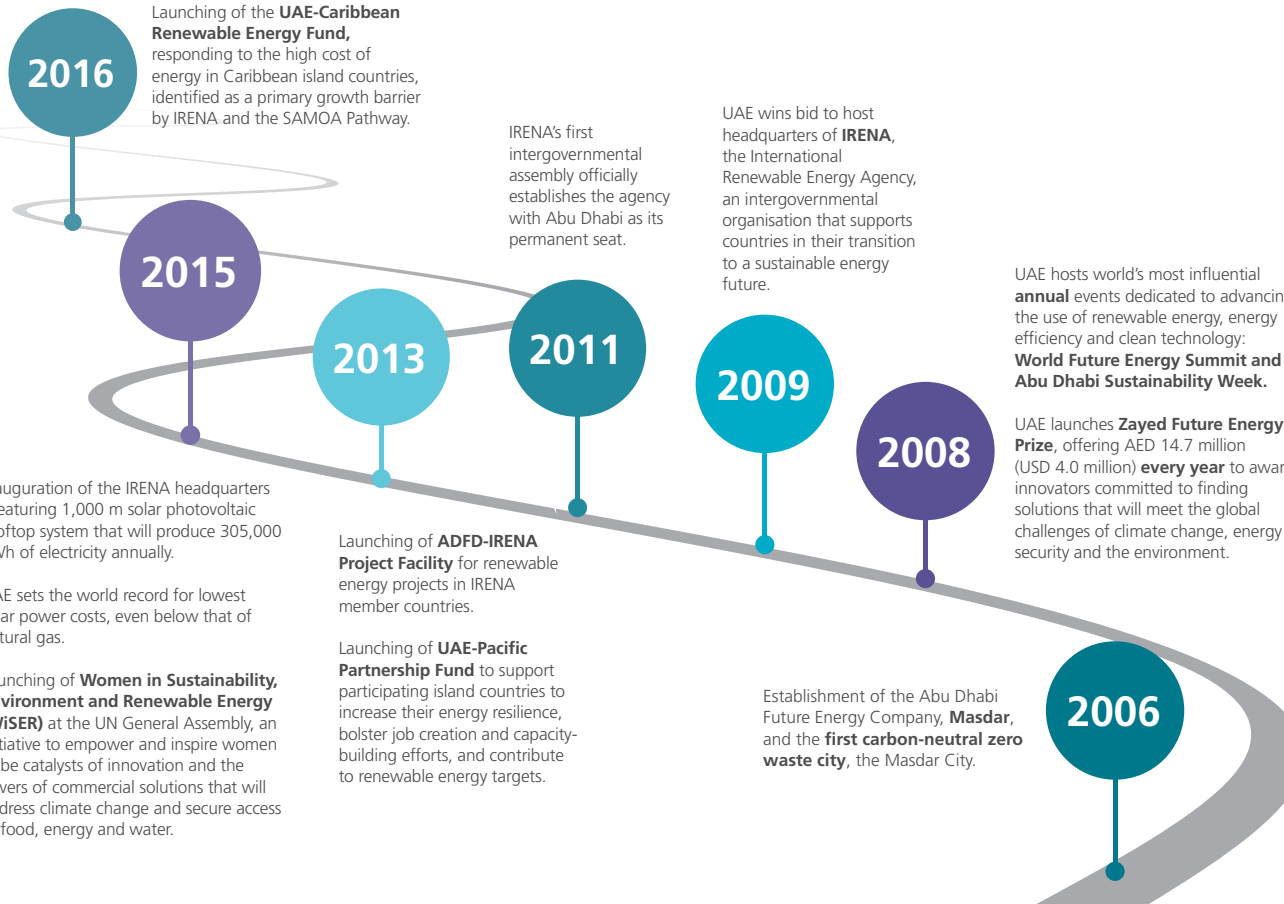 2016
Launching of the UAE-Caribbean
Renewable Energy Fund,
responding to the high cost of
energy in Caribbean island countries,
identified as a primary growth barrier
by IRENA and the SAMOA Pathway.
2015
auguration of the IRENA headquarters
eaturing 1,000 m solar photovoltaic
oftop system that will produce 305,000
Wh of electricity annually.
AE sets the world record for lowest
ar power costs, even below that of
tural gas.
unching of Women in Sustainability,
vironment and Renewable Energy
iSER) at the UN General Assembly, an
tiative to empower and inspire women
be catalysts of innovation and the
vers of commercial solutions that will
dress climate change and secure access
food, energy and water.
2013
Launching of ADFD-IRENA
Project Facility for renewable
energy projects in IRENA
member countries.
Launching of UAE-Pacific
Partnership Fund to support
participating island countries to
increase their energy resilience,
bolster job creation and capacity-
building efforts, and contribute
to renewable energy targets.
IRENA’s first
intergovernmental
assembly officially
establishes the agency
with Abu Dhabi as its
permanent seat.
2011
UAE wins bid to host
headquarters of IRENA,
the International
Renewable Energy Agency,
an intergovernmental
organisation that supports
countries in their transition
to a sustainable energy
future.
2009
2008
UAE hosts world’s most influential
annual events dedicated to advancin
the use of renewable energy, energy
efficiency and clean technology:
World Future Energy Summit and
Abu Dhabi Sustainability Week.
UAE launches Zayed Future Energy
Prize, offering AED 14.7 million
(USD 4.0 million) every year to awar
innovators committed to finding
solutions that will meet the global
challenges of climate change, energy
security and the environment.
Establishment of the Abu Dhabi
Future Energy Company, Masdar,
and the first carbon-neutral zero
waste city, the Masdar City.
2006